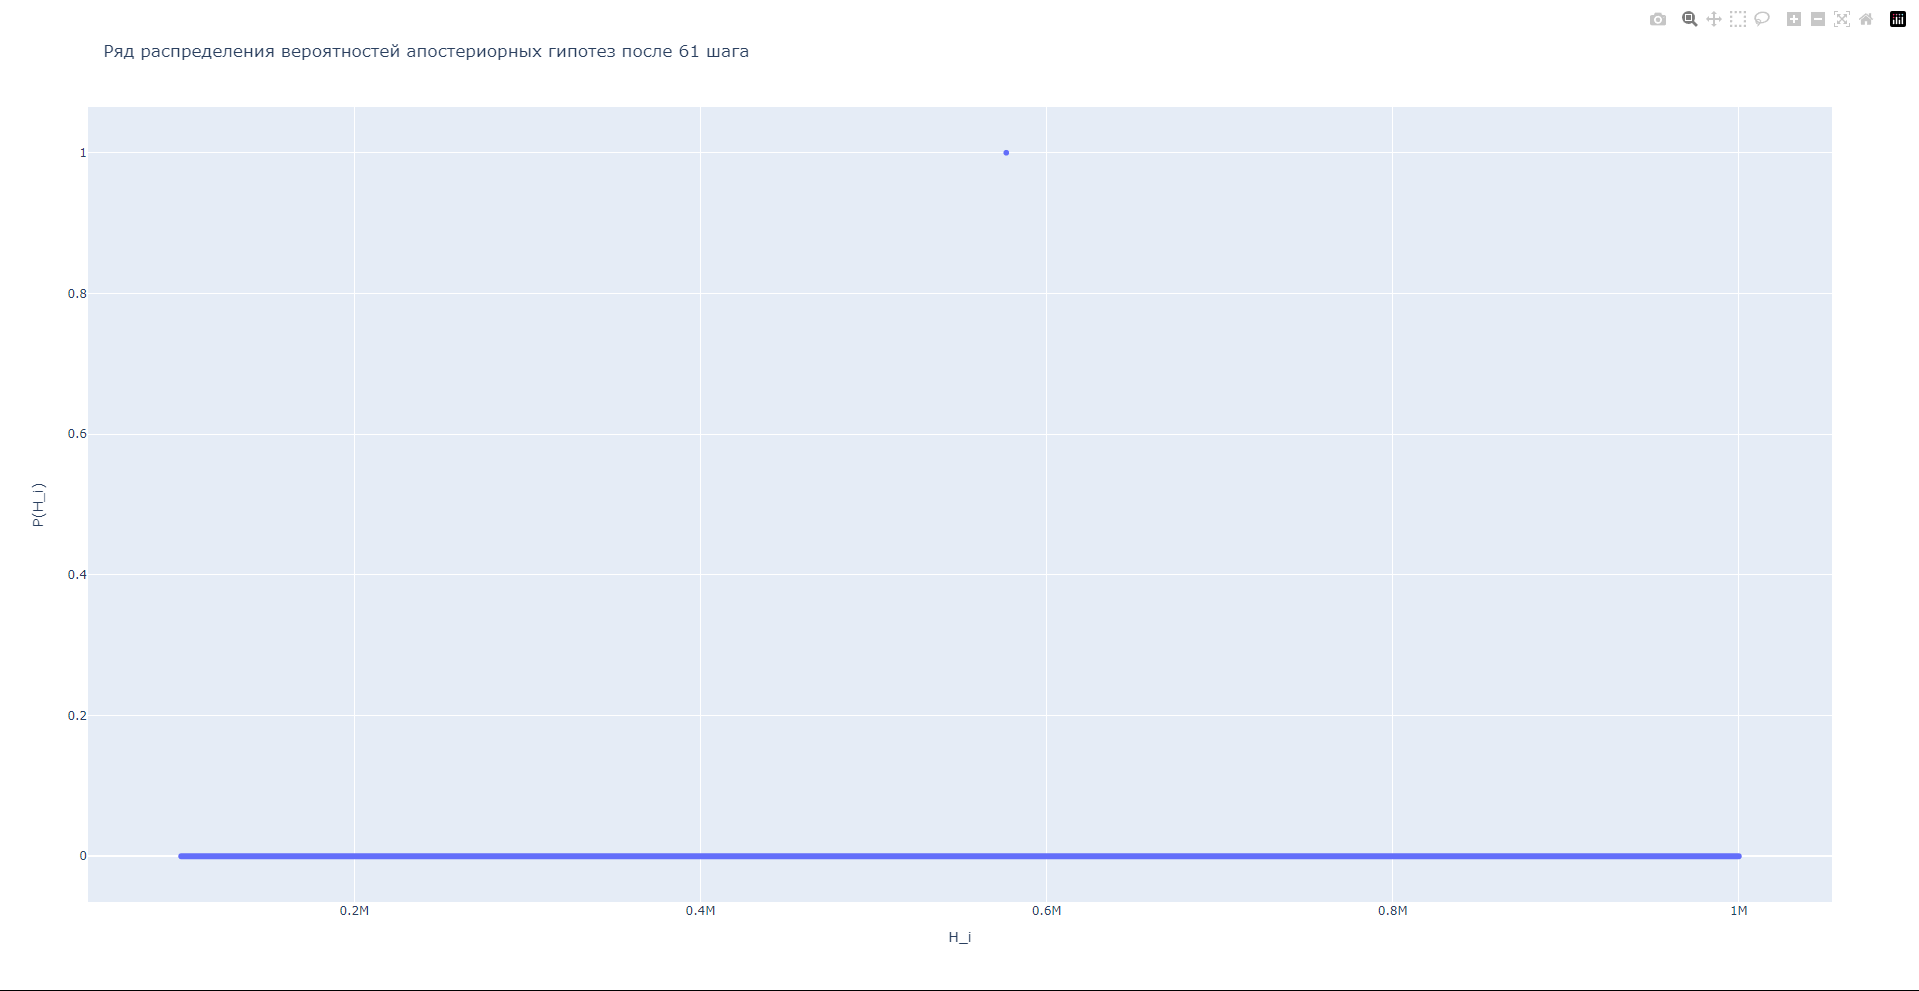 Ряд распределения вероятностей апостериорных гипотез после 61 шага
1
0.8
0.6
0.4
0.2
0
P(H_i)
0.2M
0.4M
0.6M
0.8M
1M
H_i